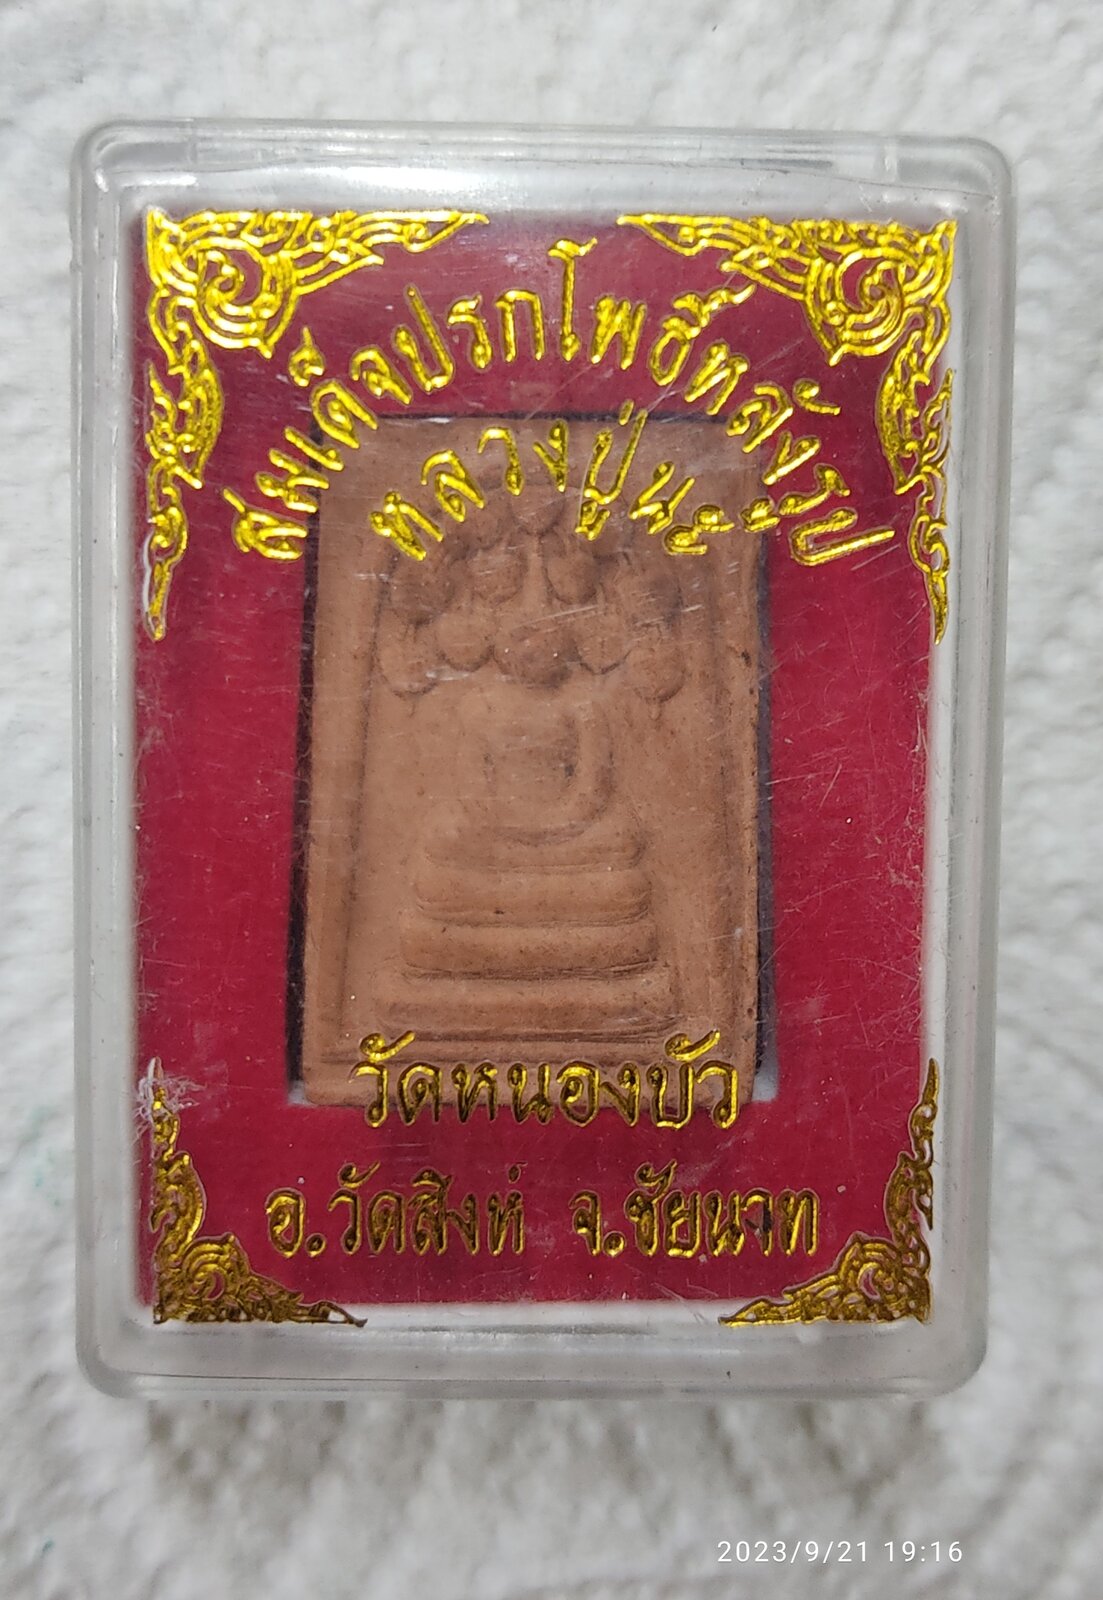 สมเด็จปรกโพธิ์หลังรูป
หลวงปู่นะ
วัดหนองบัว
อ.วัดสิงห์ จ.ชัยนาท
2023/9/21 19:16